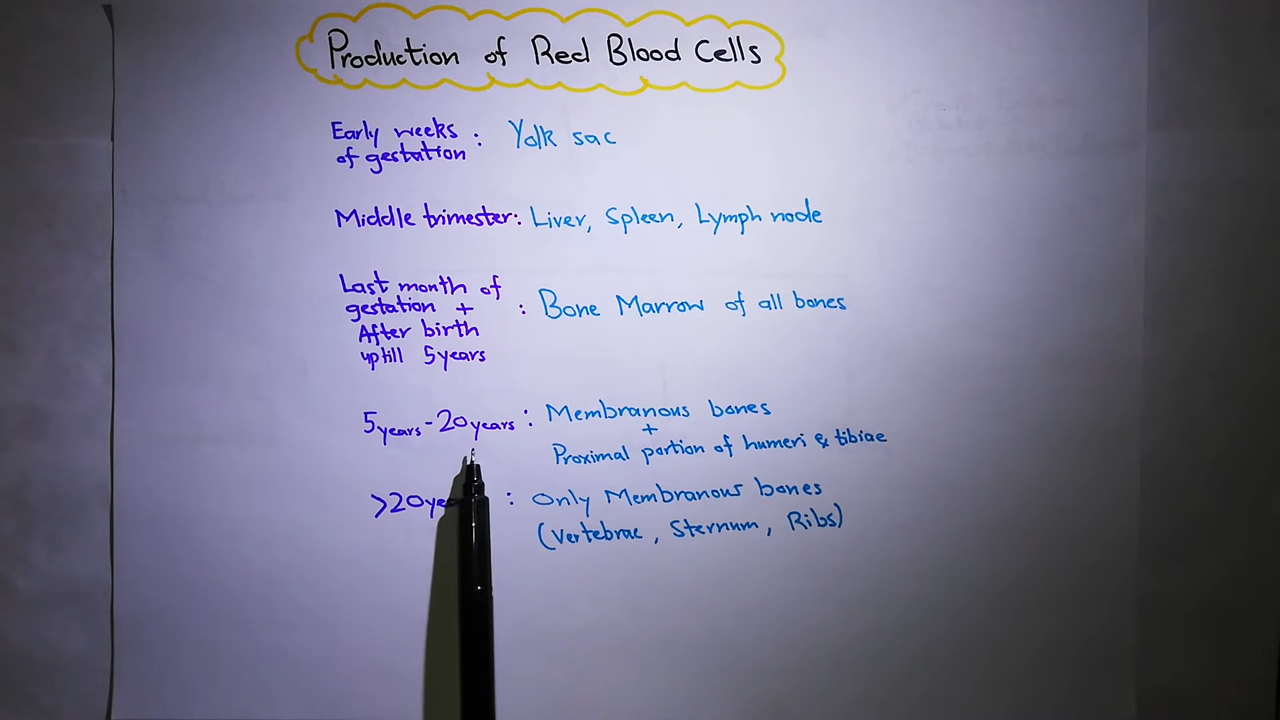 Production of Red Blood Cells
Early weeks of gestation : Yolk sac
Middle trimester: Liver, Spleen, Lymph node
Last month of gestation + After birth uptill 5years : Bone Marrow of all bones
5years-20years : Membranous bones
+
Proximal portion of humeri & tibiae
>20 : Only Membranous bones
(Vertebrae, Sternum, Ribs)